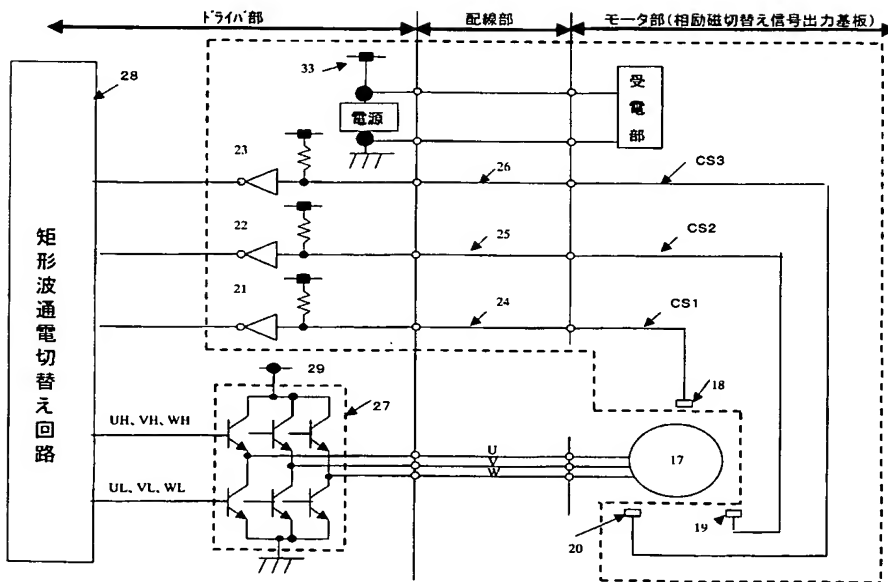 ドライバ部
配線部
モータ部(相励磁切替え信号出力基板)
28
33
電源
受電部
23
26
CS3
22
25
CS2
21
24
CS1
矩形波通電切替え回路
29
27
18
UH、VH、WH
U
V
W
17
UL、VL、WL
20
19